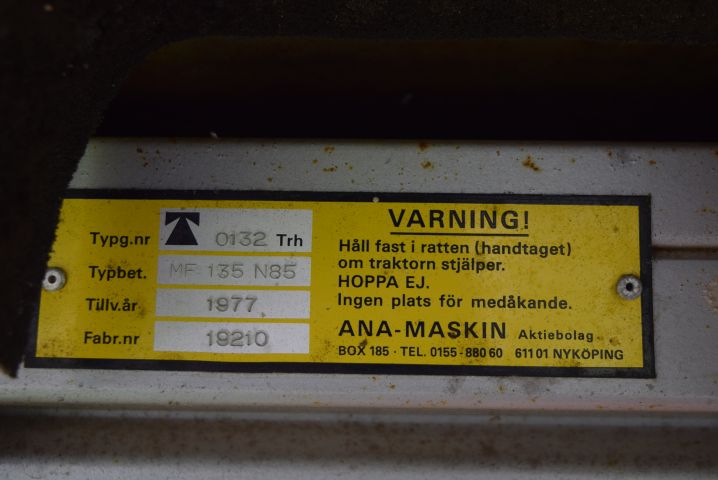 Typg.nr 0132 Trh
Typbet. MF 135 N85
Tillv.år 1977
Fabr.nr 19210
VARNING!
Håll fast i ratten (handtaget)
om traktorn stjälper.
HOPPA EJ.
Ingen plats för medåkande.
ANA-MASKIN Aktiebolag
BOX 185 · TEL. 0155-880 60 611 01 NYKÖPING